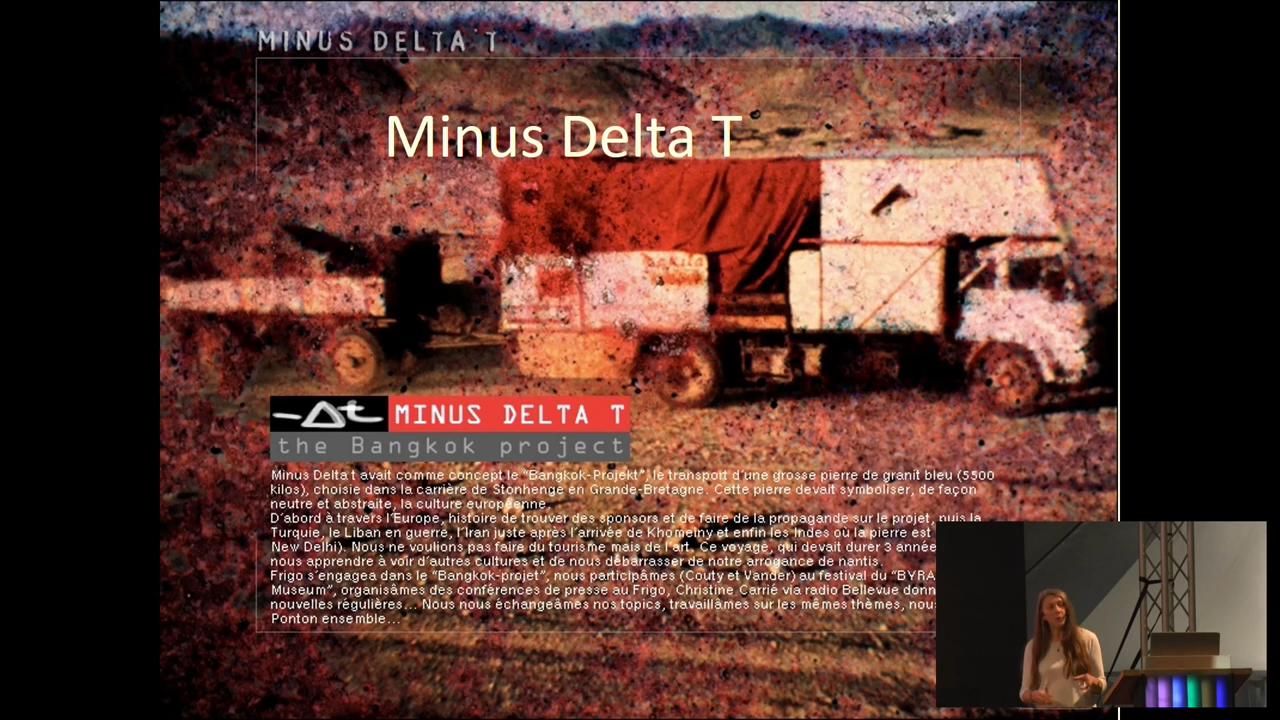 MINUS DELTA T
Minus Delta T
-Δt MINUS DELTA T
the Bangkok project
Minus Delta t avait comme concept le "Bangkok-Projekt", le transport d'une grosse pierre de granit bleu (5500
kilos), choisie dans la carrière de Stonhenge en Grande-Bretagne. Cette pierre devait symboliser, de façon
neutre et abstraite, la culture européenne.
D'abord à travers l'Europe, histoire de trouver des sponsors et de faire de la propagande sur le projet, puis la
Turquie, le Liban en guerre, l'Iran juste après l'arrivée de Khomeiny et enfin les Indes où la pierre est
New Delhi). Nous ne voulions pas faire du tourisme mais de l'art. Ce voyage, qui devait durer 3 année
nous apprendre à voir d'autres cultures et de nous débarrasser de notre arrogance de nantis.
Frigo s'engagea dans le "Bangkok-projet", nous participâmes (Couty et Vander) au festival du "BYRA
Museum", organisâmes des conférences de presse au Frigo, Christine Carrié via radio Bellevue donn
nouvelles régulières... Nous nous échangeâmes nos topics, travaillâmes sur les mêmes thèmes, nou
Ponton ensemble...